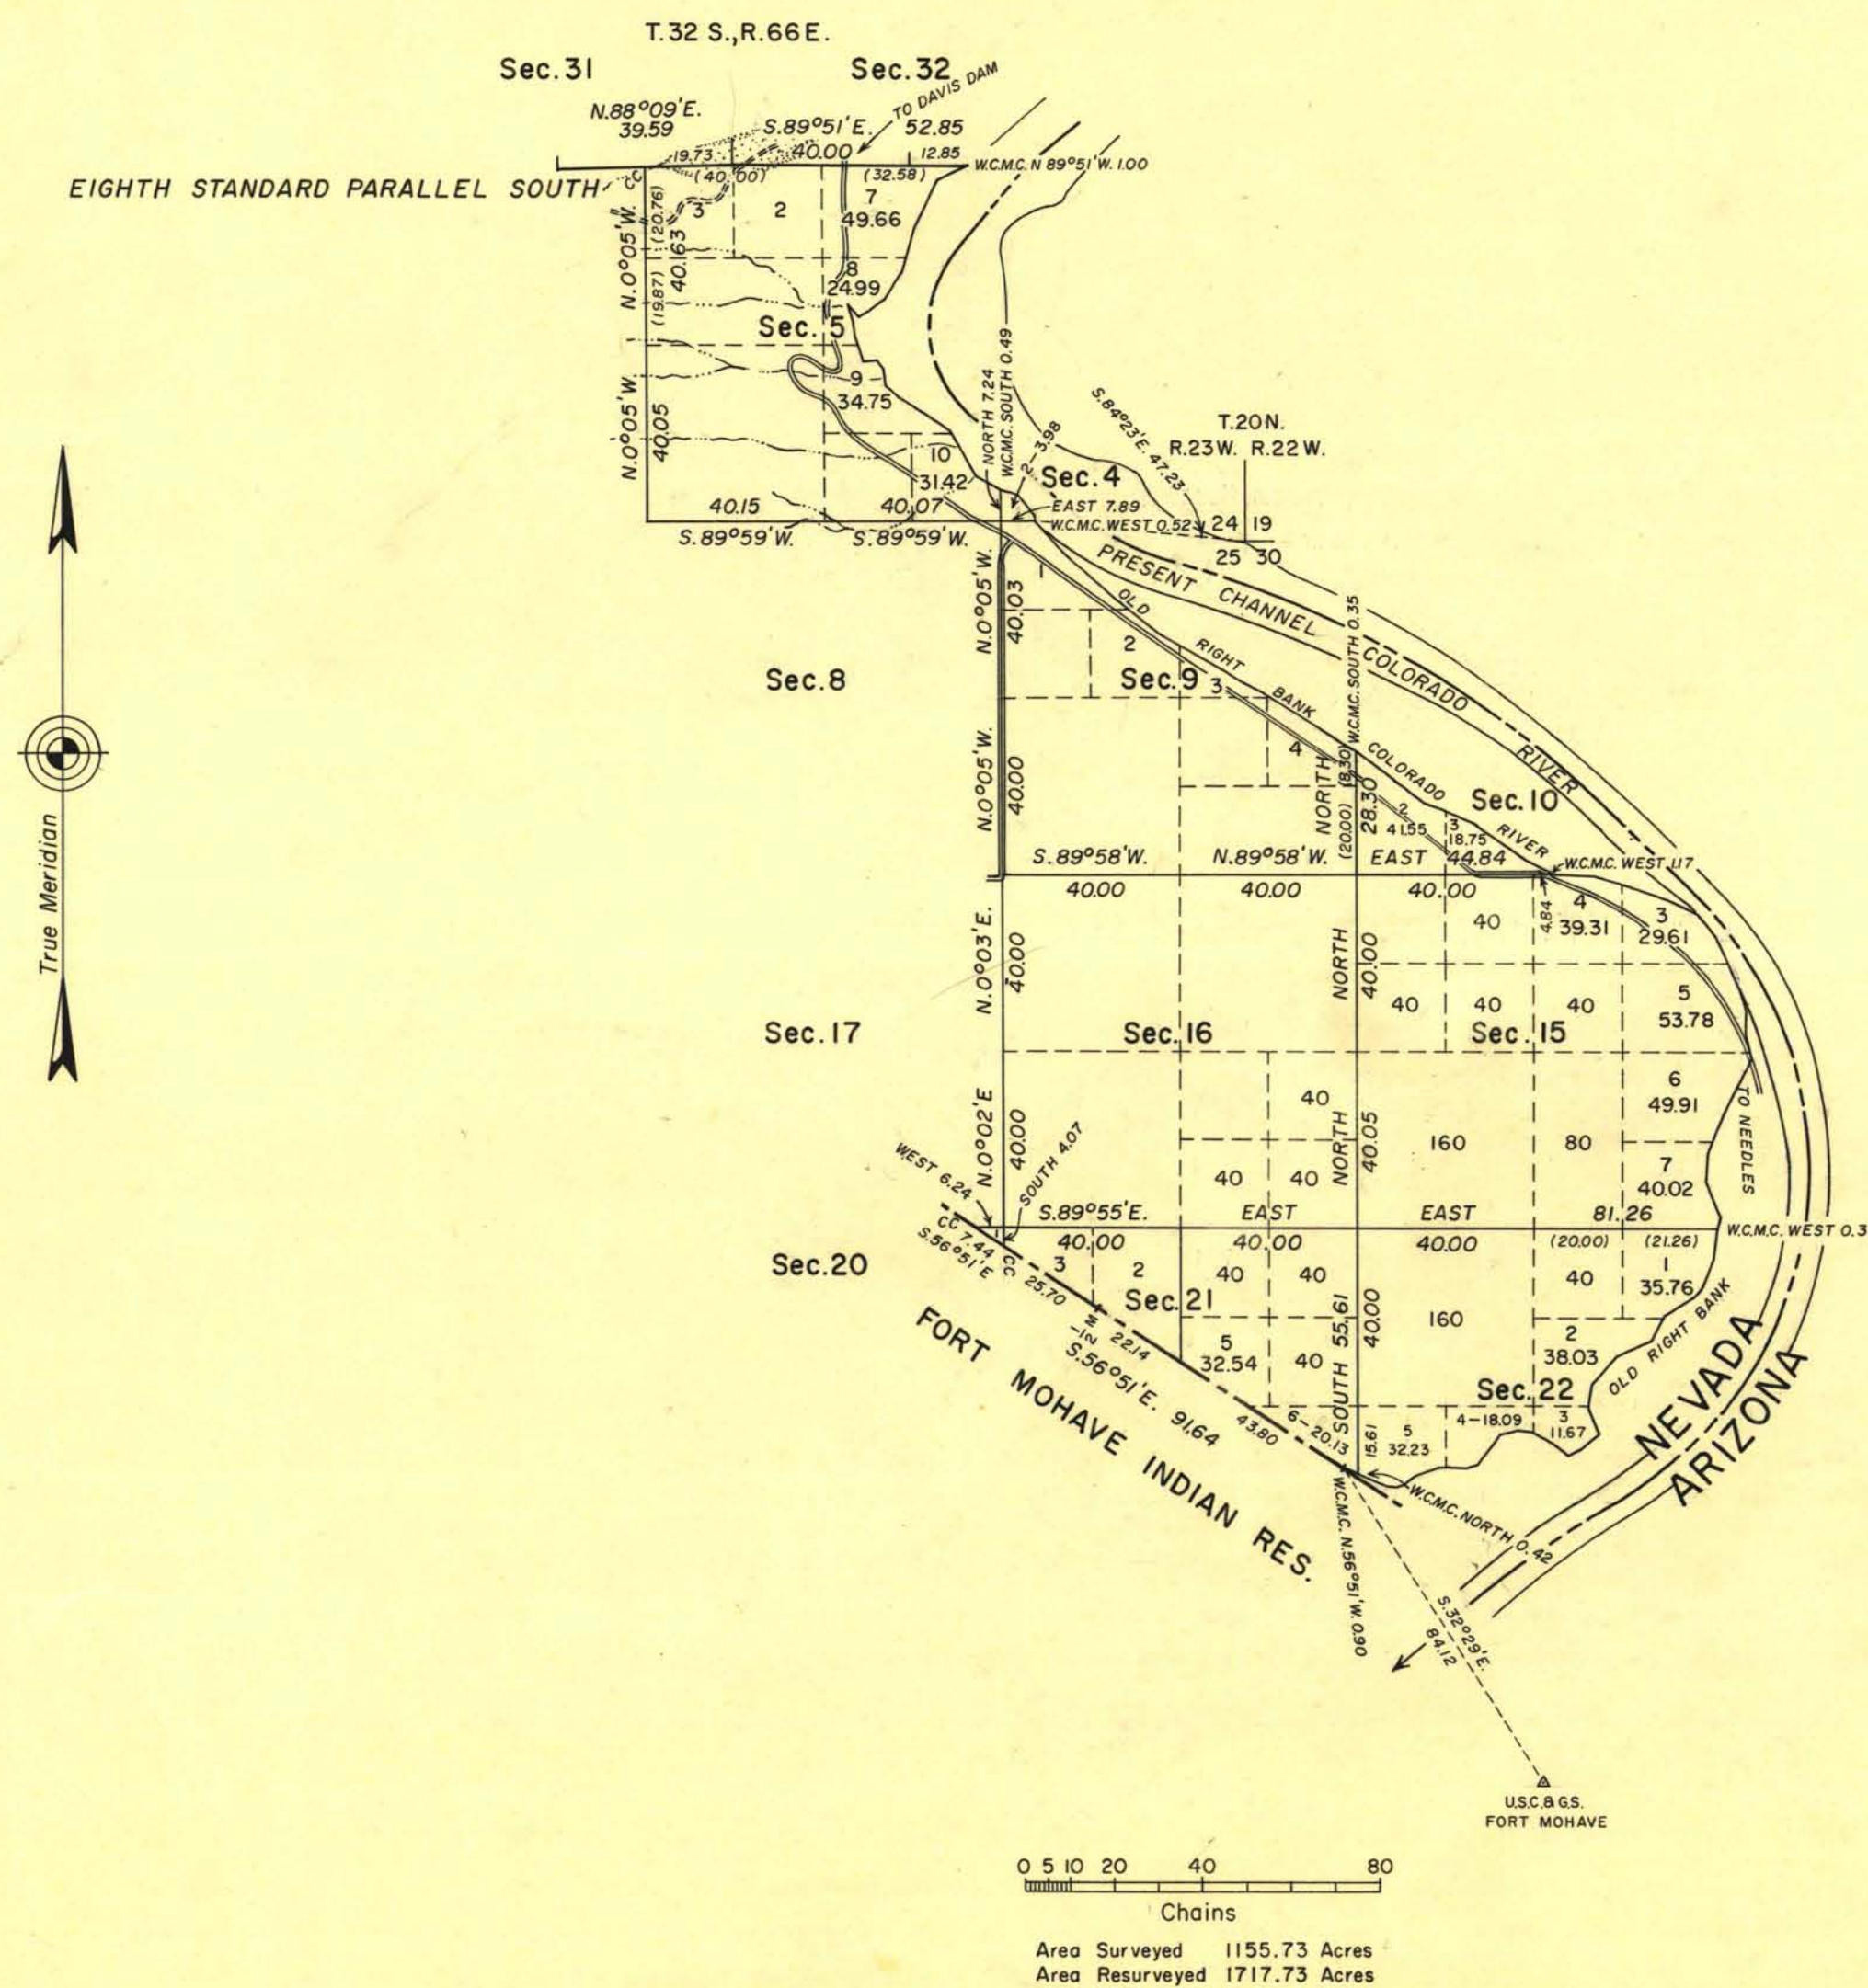 T.32 S.,R.66E.
Sec.31
Sec.32
TO DAVIS DAM
N.88°09'E.
39.59
S.89°51'E. 52.85
19.73
40.00
12.85
W.C.M.C. N 89°51'W. 1.00
EIGHTH STANDARD PARALLEL SOUTH
CC
(40.00)
(32.58)
3
2
7
49.66
N.0°05'W.
(19.87) (20.76)
40.63
8
24.99
Sec. 5
N.0°05'W.
40.05
9
34.75
10
31.42
40.15
40.07
S.89°59'W.
S.89°59'W.
NORTH 7.24
W.C.M.C. SOUTH 0.49
2-3.98
Sec.4
EAST 7.89
W.C.M.C. WEST 0.52
S.84°23'E. 47.23
T.20N.
R.23W. R.22W.
24 19
25 30
PRESENT CHANNEL COLORADO RIVER
OLD RIGHT BANK COLORADO RIVER
N.0°05'W.
40.03
1
2
Sec.8
Sec.9
3
4
N.0°05'W.
40.00
W.C.M.C. SOUTH 0.35
NORTH
(20.00) (8.30)
28.30
2
41.55
3
18.75
Sec.10
S.89°58'W.
N.89°58'W.
EAST 44.84
W.C.M.C. WEST 1.17
40.00
40.00
40.00
4.84
N.0°03'E.
40.00
NORTH
40.00
40
4
39.31
3
29.61
40
40
40
5
53.78
Sec.17
Sec.16
Sec.15
N.0°02'E
40.00
40
40
40
NORTH
40.05
160
80
6
49.91
7
40.02
TO NEEDLES
WEST 6.24
SOUTH 4.07
S.89°55'E.
EAST
EAST
81.26
W.C.M.C. WEST 0.3
1
40.00
40.00
40.00
(20.00)
(21.26)
CC
7.44
S.56°51'E
CC
25.70
Sec.20
3
2
40
40
Sec.21
5
32.54
40
6-20.13
12 M
22.14
S.56°51'E. 91.64
43.80
SOUTH 55.61
40.00
15.61
160
40
1
35.76
2
38.03
OLD RIGHT BANK
Sec.22
4-18.09
3
11.67
5
32.23
FORT MOHAVE INDIAN RES.
NEVADA
ARIZONA
W.C.M.C. NORTH 0.42
W.C.M.C. N.56°51'W. 0.90
S.32°29'E.
84.12
U.S.C.&G.S.
FORT MOHAVE
True Meridian
0 5 10 20 40 80
Chains
Area Surveyed 1155.73 Acres
Area Resurveyed 1717.73 Acres